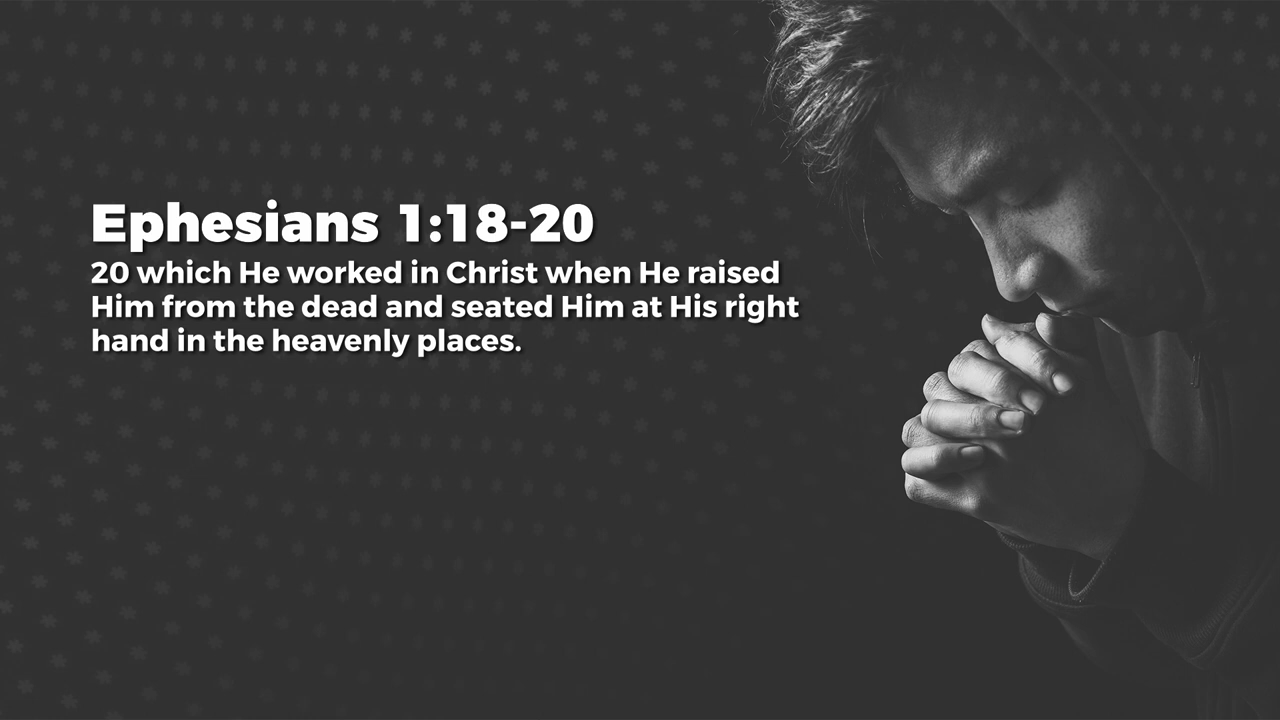 Ephesians 1:18-20
20 which He worked in Christ when He raised
Him from the dead and seated Him at His right
hand in the heavenly places.